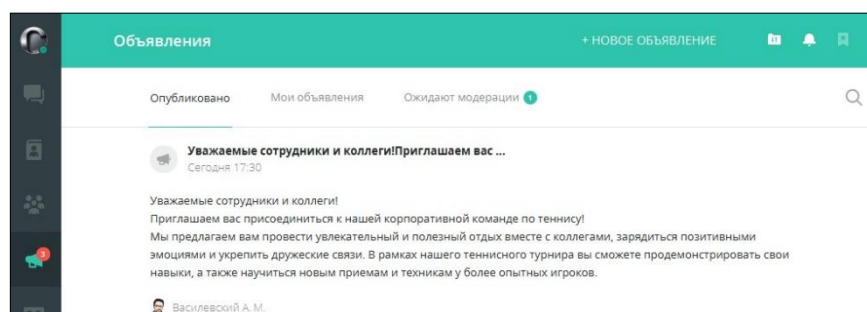 Объявления
+ НОВОЕ ОБЪЯВЛЕНИЕ
Опубликовано Мои объявления Ожидают модерации 1
Уважаемые сотрудники и коллеги!Приглашаем вас ...
Сегодня 17:30
Уважаемые сотрудники и коллеги!
Приглашаем вас присоединиться к нашей корпоративной команде по теннису!
Мы предлагаем вам провести увлекательный и полезный отдых вместе с коллегами, зарядиться позитивными
эмоциями и укрепить дружеские связи. В рамках нашего теннисного турнира вы сможете продемонстрировать свои
навыки, а также научиться новым приемам и техникам у более опытных игроков.
3
Василевский А. М.